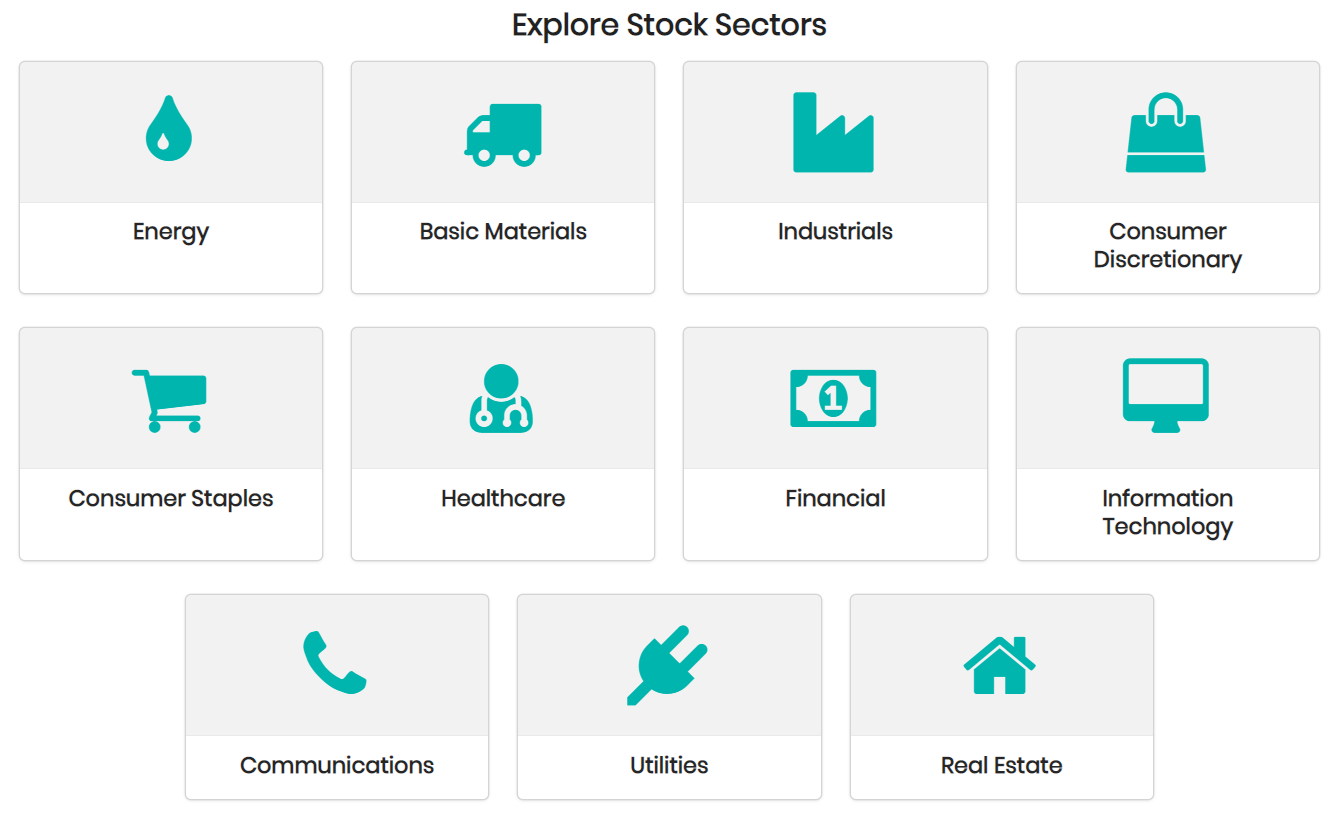 Explore Stock Sectors
Energy
Basic Materials
Industrials
Consumer
Discretionary
Consumer Staples
Healthcare
1
Financial
Information
Technology
Communications
Utilities
Real Estate